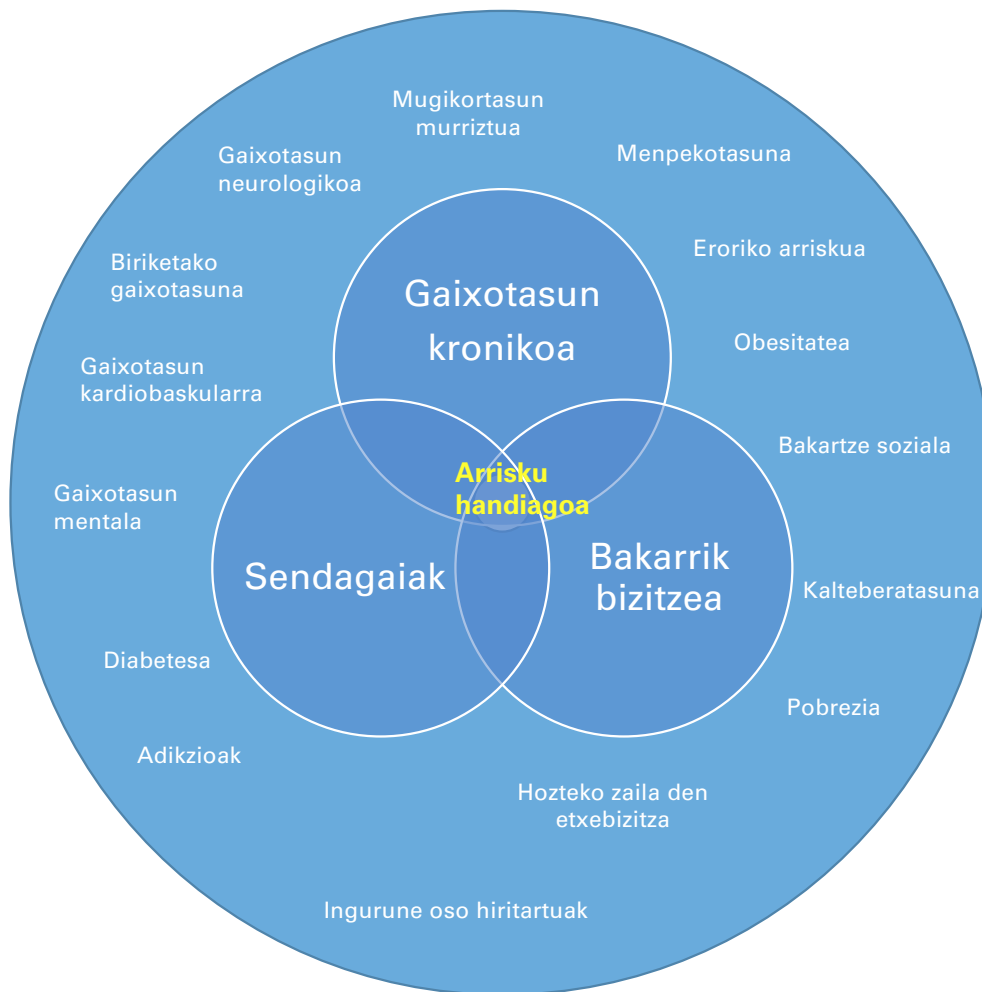 Mugikortasun
murriztua
Menpekotasuna
Gaixotasun
neurologikoa
Eroriko arriskua
Biriketako
gaixotasuna
Gaixotasun
kronikoa
Obesitatea
Gaixotasun
kardiobaskularra
Bakartze soziala
Arrisku
handiagoa
Gaixotasun
mentala
Sendagaiak
Bakarrik
bizitzea
Kalteberatasuna
Diabetesa
Pobrezia
Adikzioak
Hozteko zaila den
etxebizitza
Ingurune oso hiritartuak